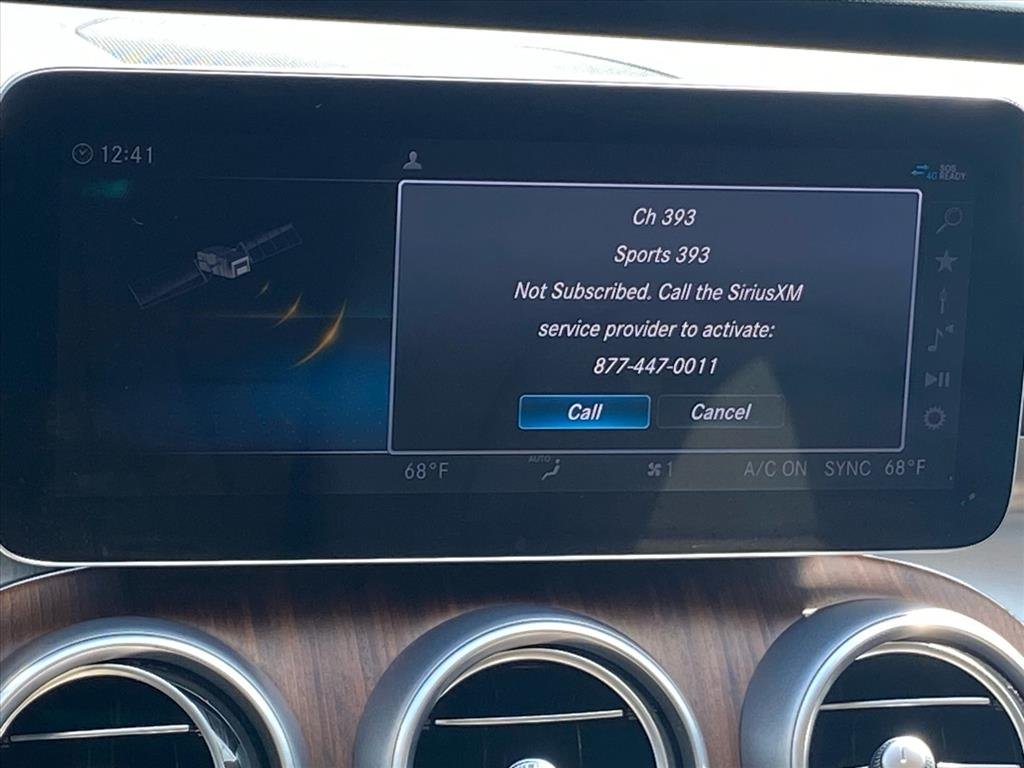 12:41
SOS
4G READY
Ch 393
Sports 393
Not Subscribed. Call the SiriusXM
service provider to activate:
877-447-0011
Call Cancel
AUTO
68°F 1 A/C ON SYNC 68°F